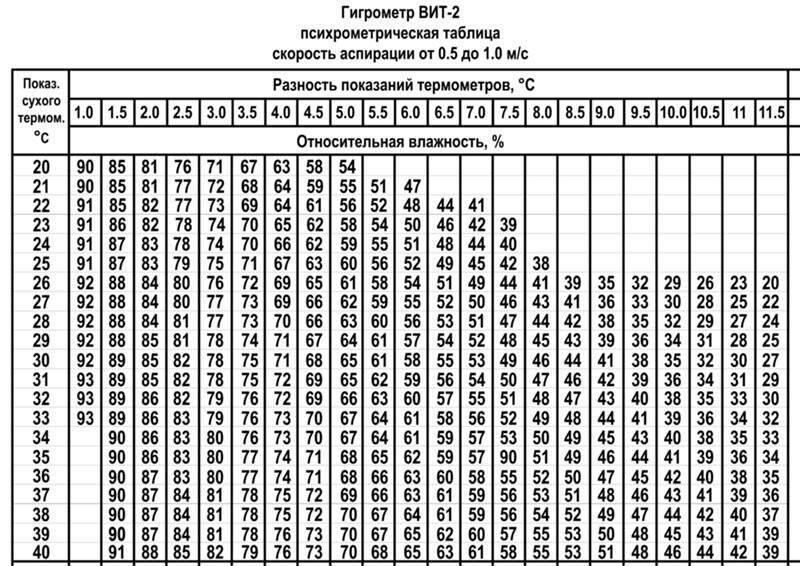 Гигрометр ВИТ-2
психрометрическая таблица
скорость аспирации от 0.5 до 1.0 м/с
Показ. сухого термом. °С
Разность показаний термометров, °С
1.0 1.5 2.0 2.5 3.0 3.5 4.0 4.5 5.0 5.5 6.0 6.5 7.0 7.5 8.0 8.5 9.0 9.5 10.0 10.5 11 11.5
Относительная влажность, %
20 90 85 81 76 71 67 63 58 54
21 90 85 81 77 72 68 64 59 55 51 47
22 91 85 82 77 73 69 64 61 56 52 48 44 41
23 91 86 82 78 74 70 65 62 58 54 50 46 42 39
24 91 87 83 78 74 70 66 62 59 55 51 48 44 40
25 91 87 83 79 75 71 67 63 60 56 52 49 45 42 38
26 92 88 84 80 76 72 69 65 61 58 54 51 49 44 41 39 35 32 29 26 23 20
27 92 88 84 80 77 73 69 66 62 59 55 52 50 46 43 41 36 33 30 28 25 22
28 92 88 84 81 77 73 70 66 63 60 56 53 51 47 44 42 38 35 32 29 27 24
29 92 88 85 81 78 74 71 67 64 61 57 54 52 48 45 43 39 36 34 31 28 25
30 92 89 85 82 78 75 71 68 65 61 58 55 53 49 46 44 41 38 35 32 30 27
31 93 89 85 82 78 75 72 69 65 62 59 56 54 50 47 46 42 39 36 34 31 29
32 93 89 86 82 79 76 72 69 66 63 60 57 55 51 48 47 43 40 38 35 33 30
33 93 89 86 83 79 76 73 70 67 64 61 58 56 52 49 48 44 41 39 36 34 32
34 90 86 83 80 76 73 70 67 64 61 59 57 53 50 49 45 43 40 38 35 33
35 90 86 83 80 77 74 71 68 65 62 59 57 90 51 49 46 44 41 39 36 34
36 90 87 83 80 77 74 71 68 66 63 60 58 55 52 50 47 45 42 40 38 35
37 90 87 84 81 78 75 72 69 66 63 61 59 56 53 51 48 46 43 41 39 36
38 90 87 84 81 78 75 72 70 67 64 61 59 56 54 52 49 47 44 42 40 37
39 90 87 84 81 78 76 73 70 67 65 62 60 57 55 53 50 48 45 43 41 39
40 91 88 85 82 79 76 73 70 68 65 63 61 58 55 53 51 48 46 44 42 39